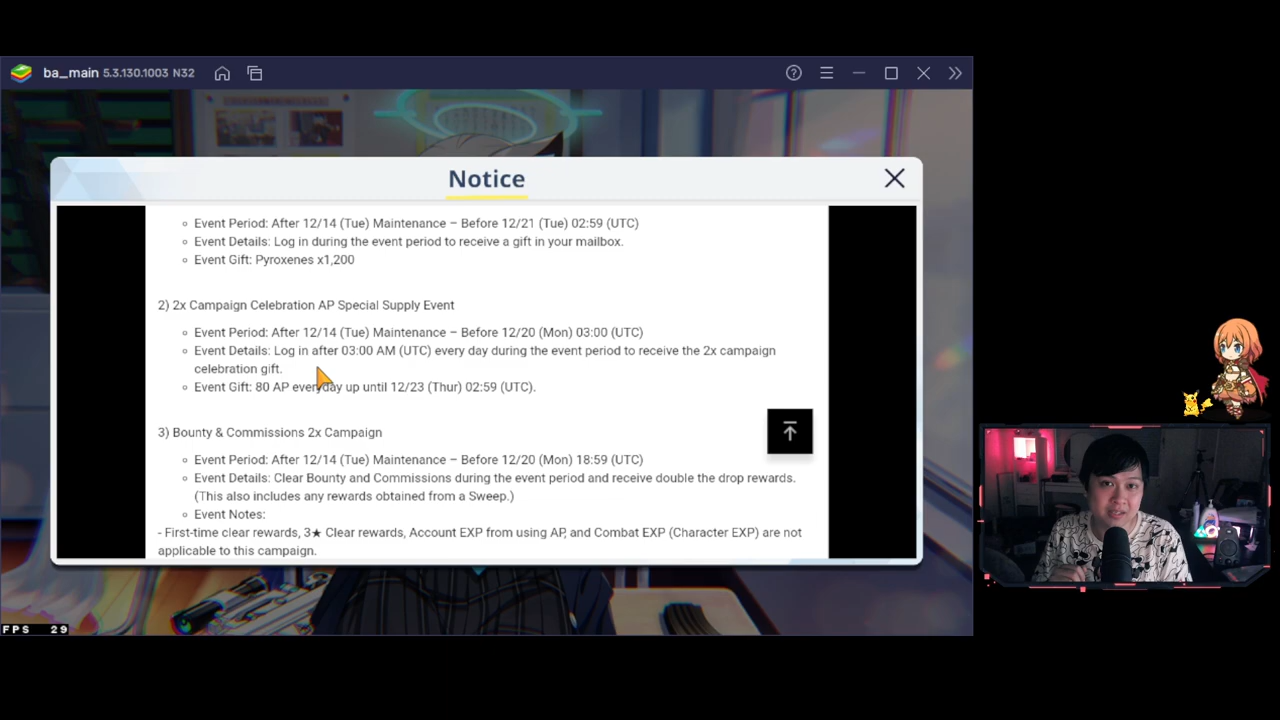 ba_main 5.3.130.1003 N32
Notice
Event Period: After 12/14 (Tue) Maintenance – Before 12/21 (Tue) 02:59 (UTC)
Event Details: Log in during the event period to receive a gift in your mailbox.
Event Gift: Pyroxenes x1,200
2) 2x Campaign Celebration AP Special Supply Event
Event Period: After 12/14 (Tue) Maintenance – Before 12/20 (Mon) 03:00 (UTC)
Event Details: Log in after 03:00 AM (UTC) every day during the event period to receive the 2x campaign
celebration gift.
Event Gift: 80 AP everyday up until 12/23 (Thur) 02:59 (UTC).
3) Bounty & Commissions 2x Campaign
Event Period: After 12/14 (Tue) Maintenance – Before 12/20 (Mon) 18:59 (UTC)
Event Details: Clear Bounty and Commissions during the event period and receive double the drop rewards.
(This also includes any rewards obtained from a Sweep.)
Event Notes:
- First-time clear rewards, 3★ Clear rewards, Account EXP from using AP, and Combat EXP (Character EXP) are not
applicable to this campaign.
FPS 29